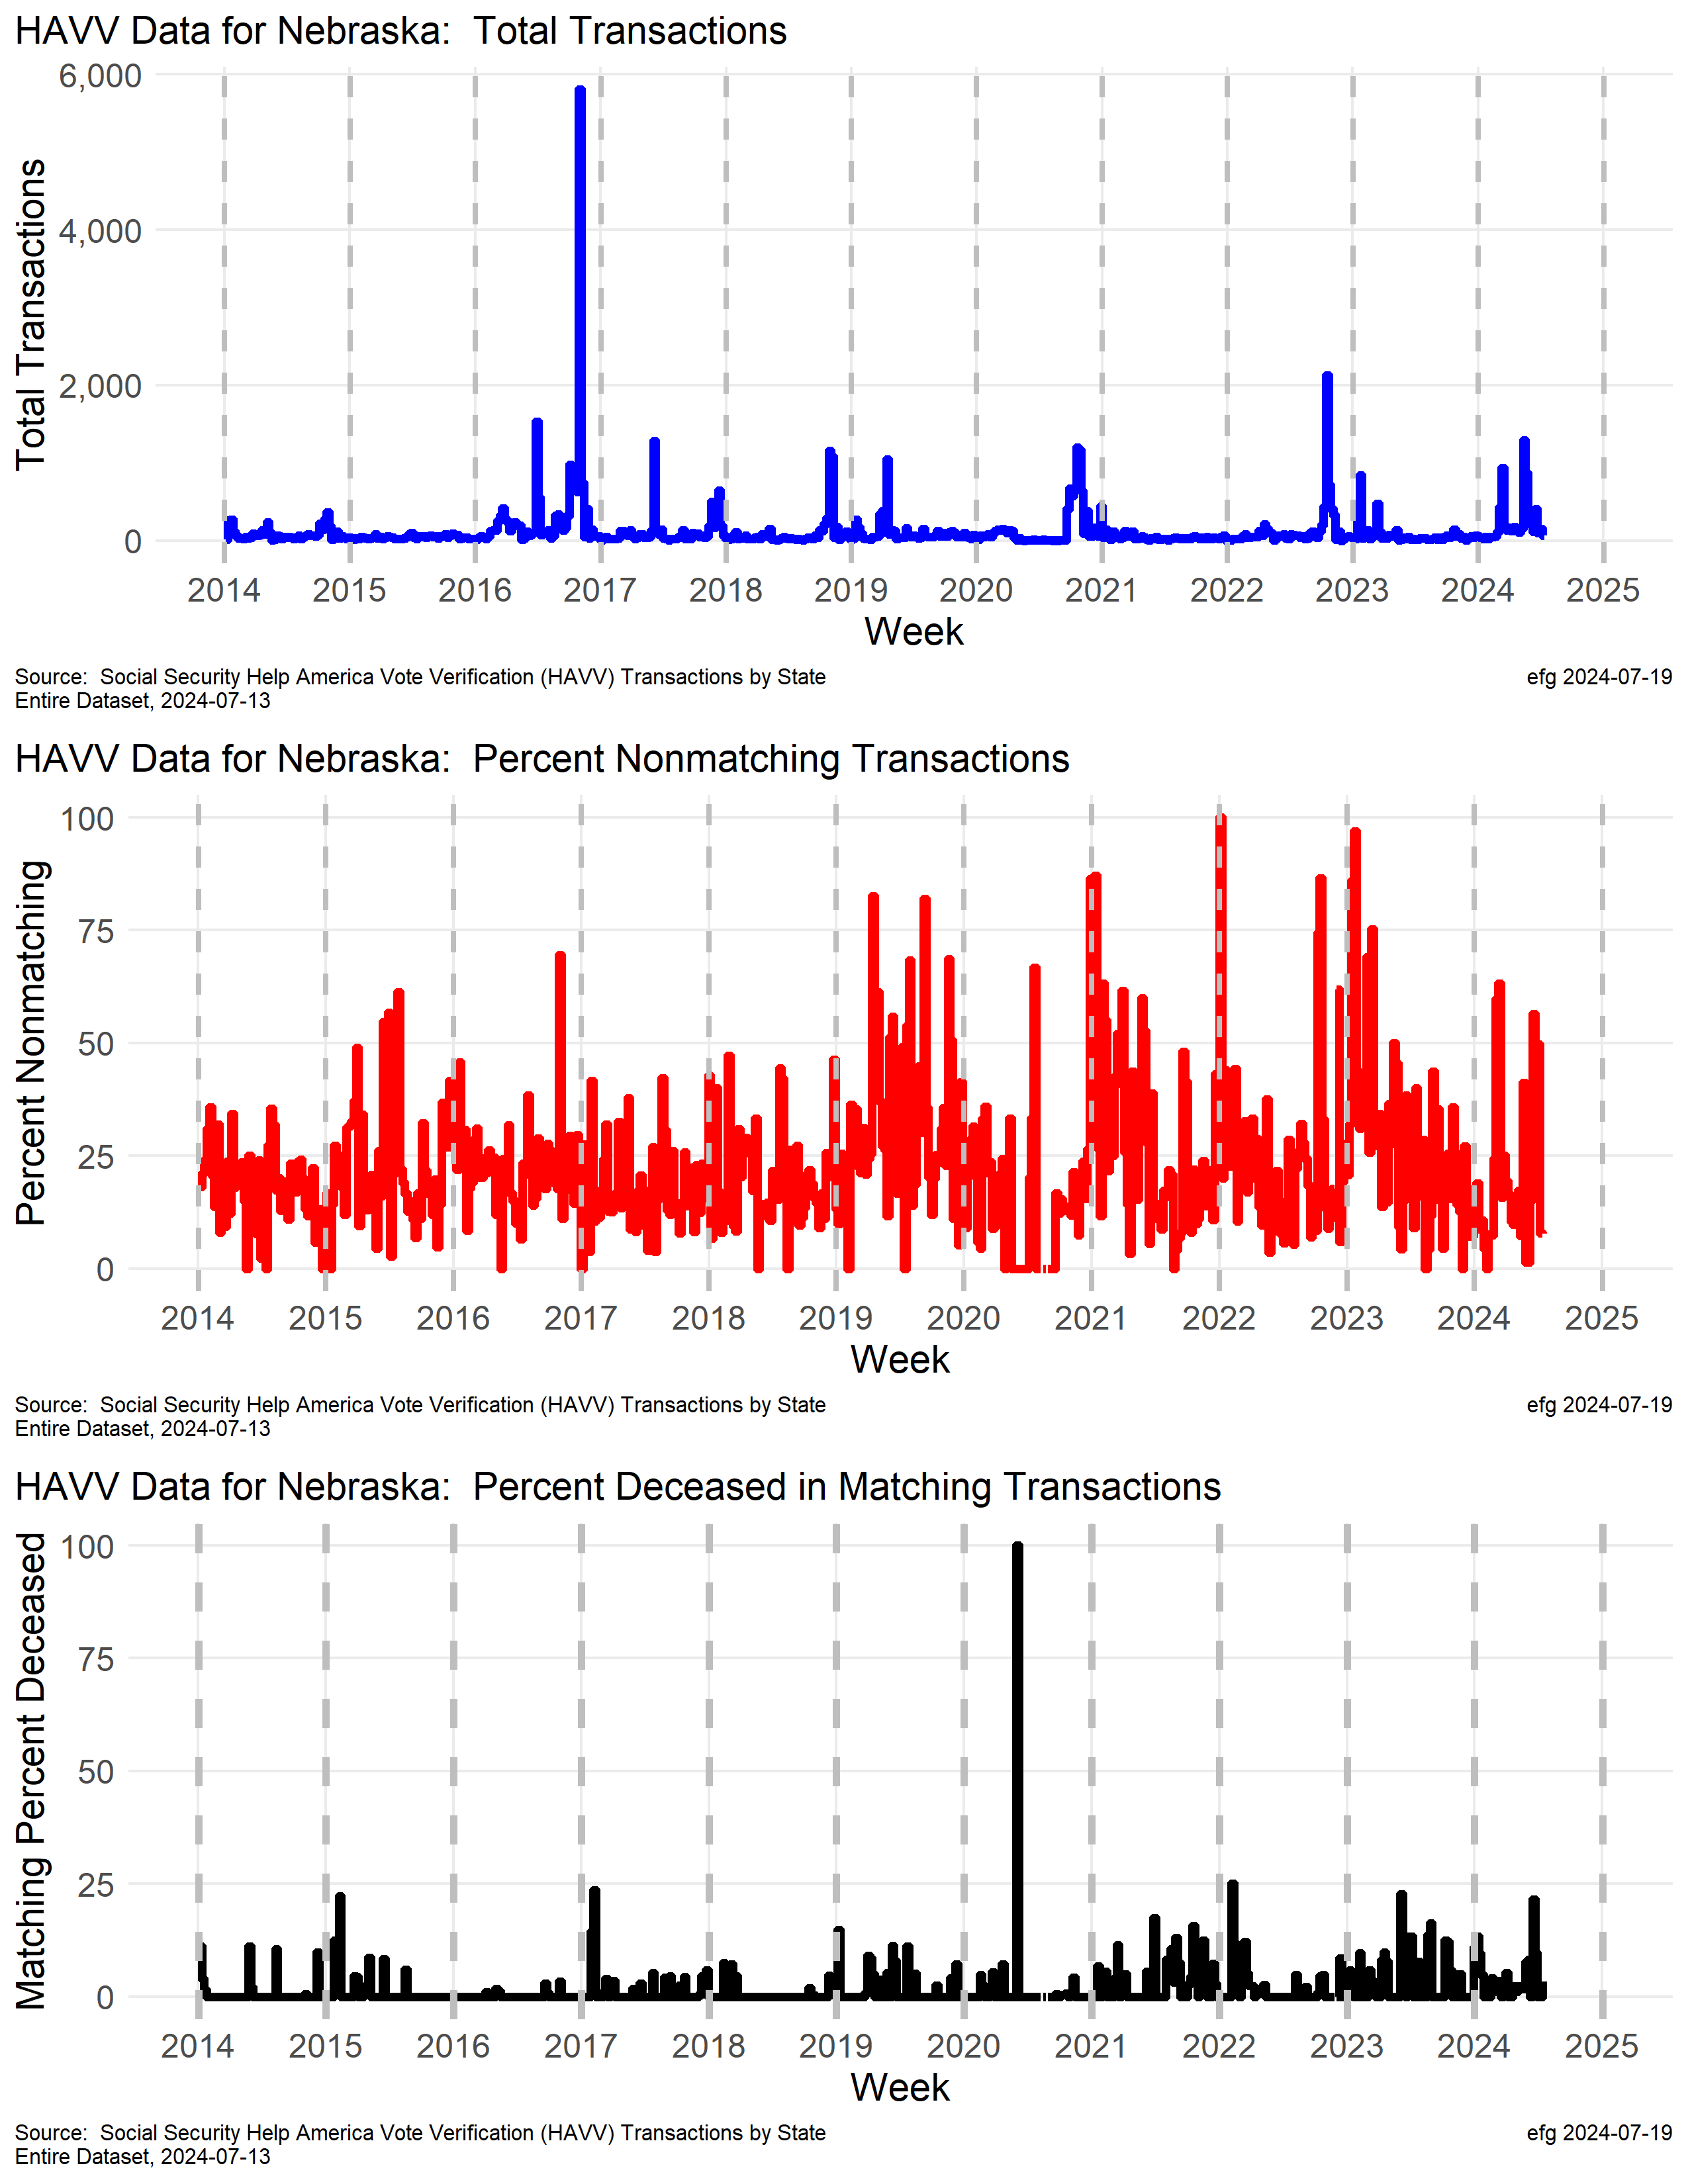 HAVV Data for Nebraska:  Total Transactions
Total Transactions
6,000
4,000
2,000
0
2014 2015 2016 2017 2018 2019 2020 2021 2022 2023 2024 2025
Week
Source:  Social Security Help America Vote Verification (HAVV) Transactions by State
Entire Dataset, 2024-07-13
efg 2024-07-19
HAVV Data for Nebraska:  Percent Nonmatching Transactions
Percent Nonmatching
100
75
50
25
0
2014 2015 2016 2017 2018 2019 2020 2021 2022 2023 2024 2025
Week
Source:  Social Security Help America Vote Verification (HAVV) Transactions by State
Entire Dataset, 2024-07-13
efg 2024-07-19
HAVV Data for Nebraska:  Percent Deceased in Matching Transactions
Matching Percent Deceased
100
75
50
25
0
2014 2015 2016 2017 2018 2019 2020 2021 2022 2023 2024 2025
Week
Source:  Social Security Help America Vote Verification (HAVV) Transactions by State
Entire Dataset, 2024-07-13
efg 2024-07-19